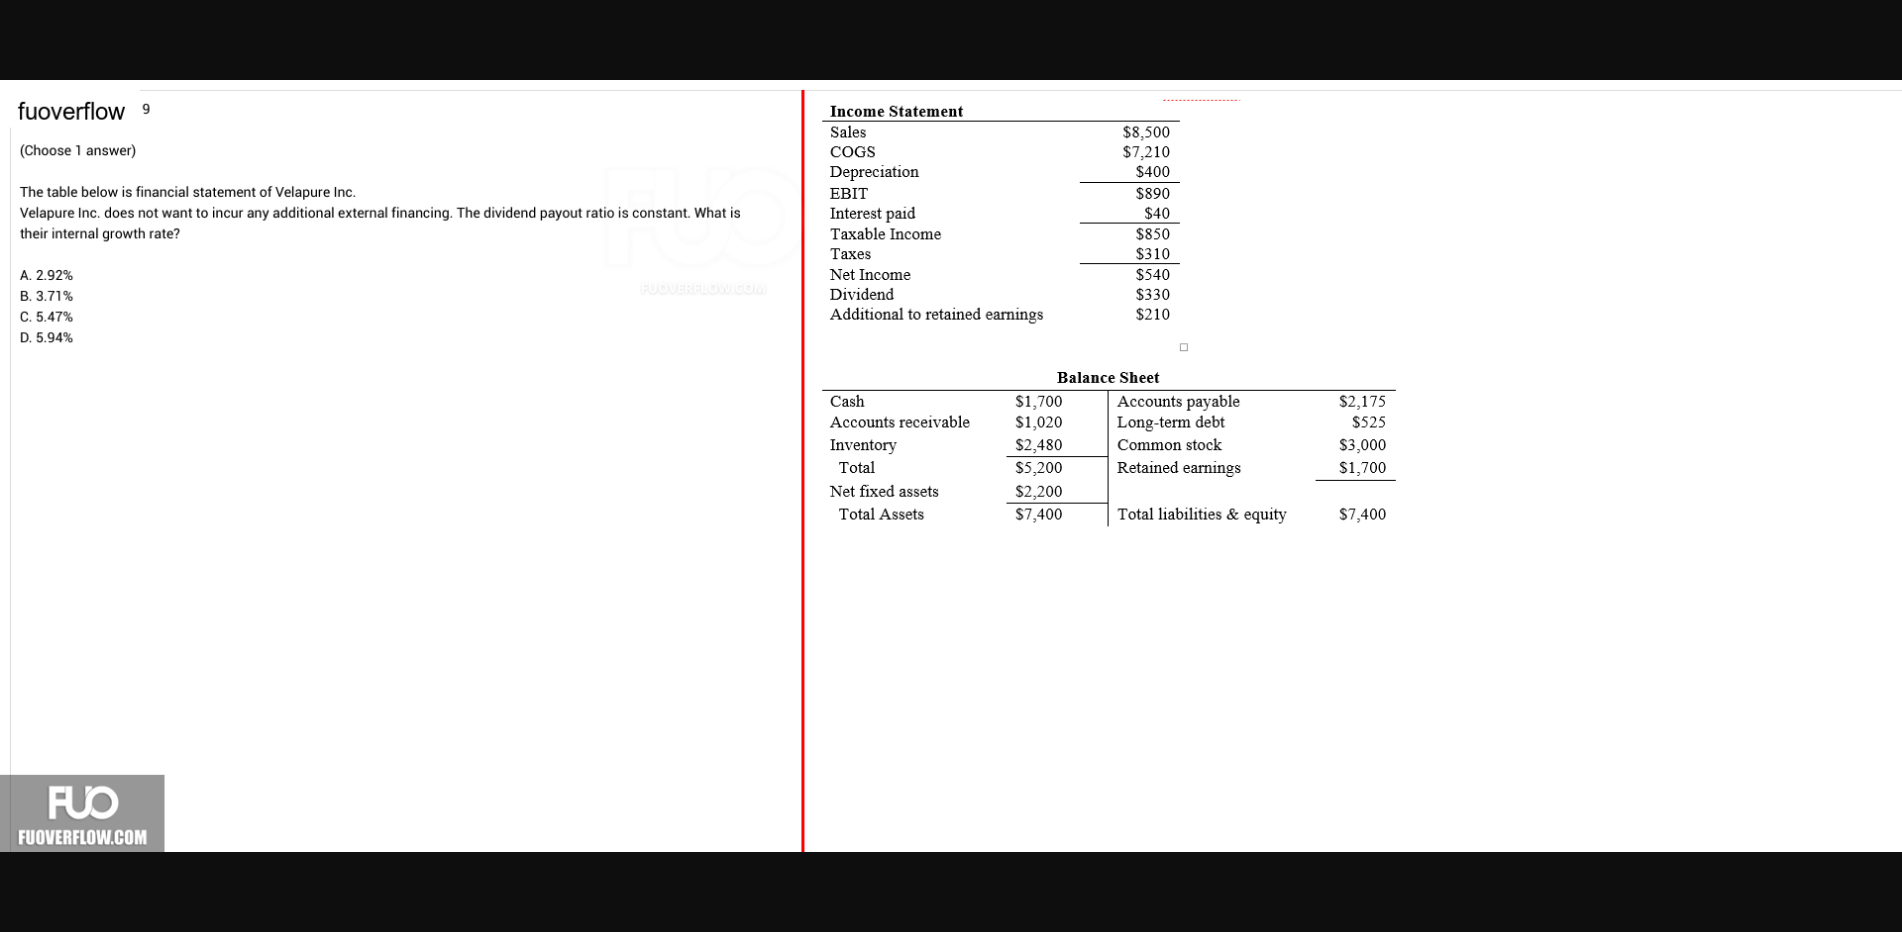 fuoverflow 9
(Choose 1 answer)
The table below is financial statement of Velapure Inc.
Velapure Inc. does not want to incur any additional external financing. The dividend payout ratio is constant. What is
their internal growth rate?
A. 2.92%
B. 3.71%
C. 5.47%
D. 5.94%
FUO
FUOVERFLOW.COM
FUO
FUOVERFLOW.COM
Income Statement
Sales $8,500
COGS $7,210
Depreciation $400
EBIT $890
Interest paid $40
Taxable Income $850
Taxes $310
Net Income $540
Dividend $330
Additional to retained earnings $210
Balance Sheet
Cash $1,700 Accounts payable $2,175
Accounts receivable $1,020 Long-term debt $525
Inventory $2,480 Common stock $3,000
Total $5,200 Retained earnings $1,700
Net fixed assets $2,200
Total Assets $7,400 Total liabilities & equity $7,400